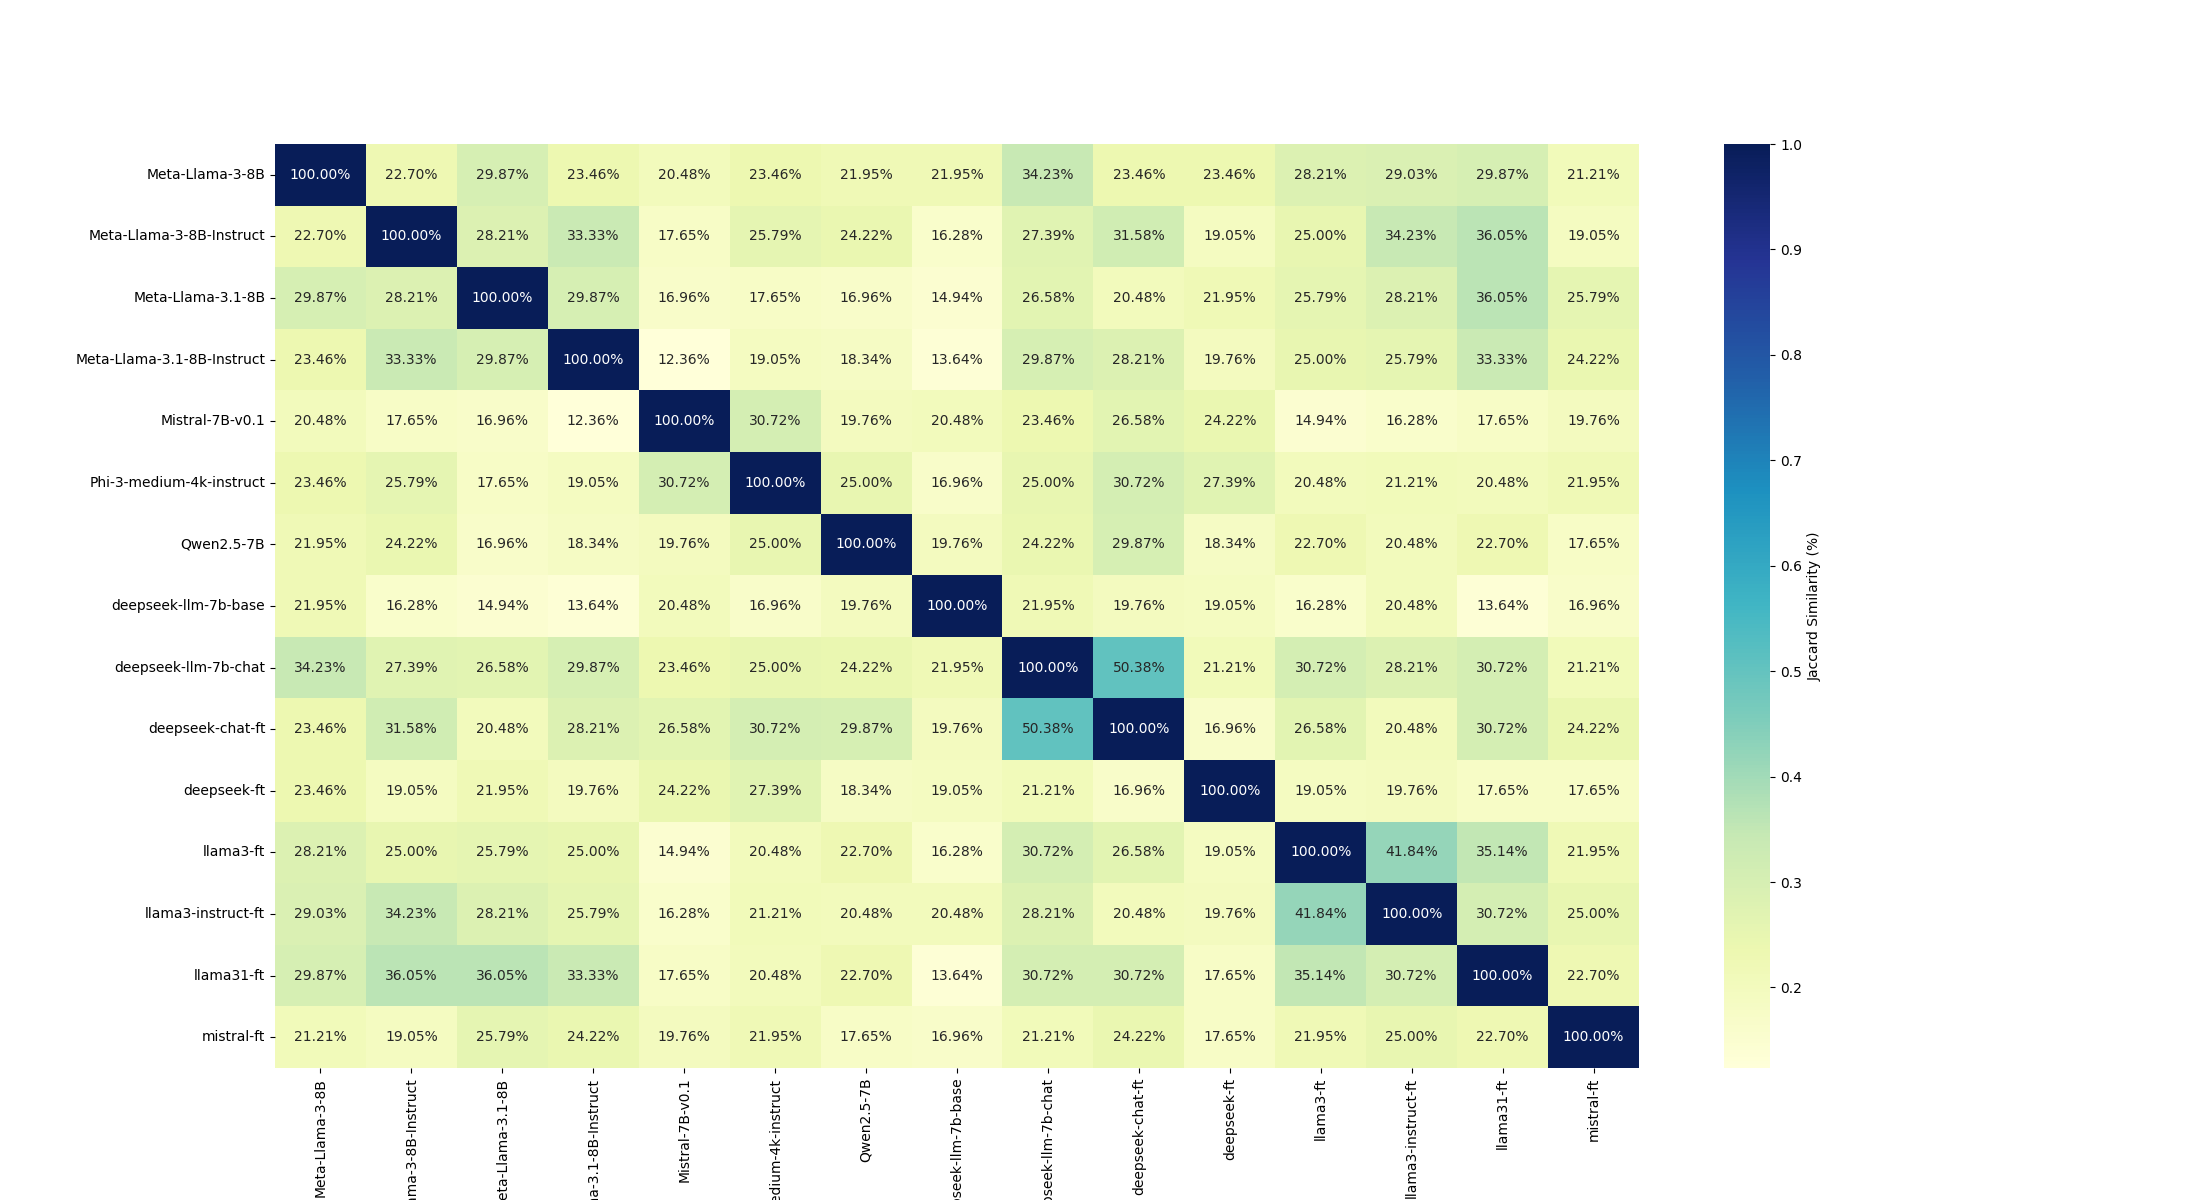 Meta-Llama-3-8B 100.00% 22.70% 29.87% 23.46% 20.48% 23.46% 21.95% 21.95% 34.23% 23.46% 23.46% 28.21% 29.03% 29.87% 21.21%
Meta-Llama-3-8B-Instruct 22.70% 100.00% 28.21% 33.33% 17.65% 25.79% 24.22% 16.28% 27.39% 31.58% 19.05% 25.00% 34.23% 36.05% 19.05%
Meta-Llama-3.1-8B 29.87% 28.21% 100.00% 29.87% 16.96% 17.65% 16.96% 14.94% 26.58% 20.48% 21.95% 25.79% 28.21% 36.05% 25.79%
Meta-Llama-3.1-8B-Instruct 23.46% 33.33% 29.87% 100.00% 12.36% 19.05% 18.34% 13.64% 29.87% 28.21% 19.76% 25.00% 25.79% 33.33% 24.22%
Mistral-7B-v0.1 20.48% 17.65% 16.96% 12.36% 100.00% 30.72% 19.76% 20.48% 23.46% 26.58% 24.22% 14.94% 16.28% 17.65% 19.76%
Phi-3-medium-4k-instruct 23.46% 25.79% 17.65% 19.05% 30.72% 100.00% 25.00% 16.96% 25.00% 30.72% 27.39% 20.48% 21.21% 20.48% 21.95%
Qwen2.5-7B 21.95% 24.22% 16.96% 18.34% 19.76% 25.00% 100.00% 19.76% 24.22% 29.87% 18.34% 22.70% 20.48% 22.70% 17.65%
deepseek-llm-7b-base 21.95% 16.28% 14.94% 13.64% 20.48% 16.96% 19.76% 100.00% 21.95% 19.76% 19.05% 16.28% 20.48% 13.64% 16.96%
deepseek-llm-7b-chat 34.23% 27.39% 26.58% 29.87% 23.46% 25.00% 24.22% 21.95% 100.00% 50.38% 21.21% 30.72% 28.21% 30.72% 21.21%
deepseek-chat-ft 23.46% 31.58% 20.48% 28.21% 26.58% 30.72% 29.87% 19.76% 50.38% 100.00% 16.96% 26.58% 20.48% 30.72% 24.22%
deepseek-ft 23.46% 19.05% 21.95% 19.76% 24.22% 27.39% 18.34% 19.05% 21.21% 16.96% 100.00% 19.05% 19.76% 17.65% 17.65%
llama3-ft 28.21% 25.00% 25.79% 25.00% 14.94% 20.48% 22.70% 16.28% 30.72% 26.58% 19.05% 100.00% 41.84% 35.14% 21.95%
llama3-instruct-ft 29.03% 34.23% 28.21% 25.79% 16.28% 21.21% 20.48% 20.48% 28.21% 20.48% 19.76% 41.84% 100.00% 30.72% 25.00%
llama31-ft 29.87% 36.05% 36.05% 33.33% 17.65% 20.48% 22.70% 13.64% 30.72% 30.72% 17.65% 35.14% 30.72% 100.00% 22.70%
mistral-ft 21.21% 19.05% 25.79% 24.22% 19.76% 21.95% 17.65% 16.96% 21.21% 24.22% 17.65% 21.95% 25.00% 22.70% 100.00%
Meta-Llama-3-8B
ama-3-8B-Instruct
eta-Llama-3.1-8B
na-3.1-8B-Instruct
Mistral-7B-v0.1
edium-4k-instruct
Qwen2.5-7B
pseek-llm-7b-base
pseek-llm-7b-chat
deepseek-chat-ft
deepseek-ft
llama3-ft
llama3-instruct-ft
llama31-ft
mistral-ft
1.0
0.9
0.8
0.7
0.6
0.5
0.4
0.3
0.2
Jaccard Similarity (%)